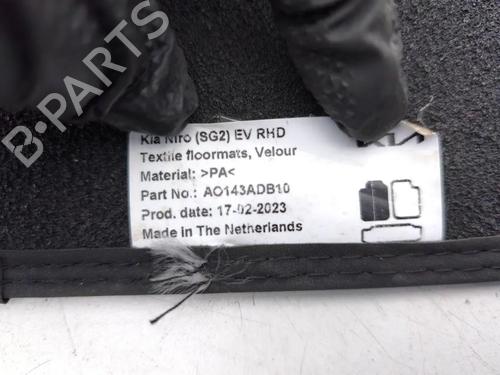 B-PARTS
Kia Niro (SG2) EV RHD
Textile floormats, Velour
Material: >PA<
Part No.: AO143ADB10
Prod. date: 17-02-2023
Made in The Netherlands